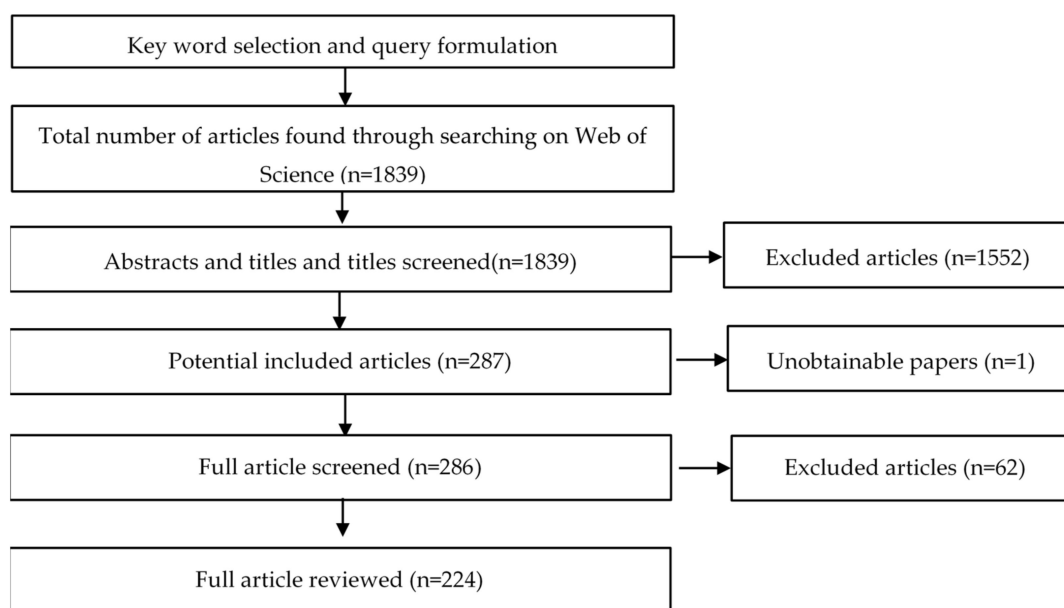 Key word selection and query formulation
Total number of articles found through searching on Web of
Science (n=1839)
Abstracts and titles and titles screened(n=1839)
Excluded articles (n=1552)
Potential included articles (n=287)
Unobtainable papers (n=1)
Full article screened (n=286)
Excluded articles (n=62)
Full article reviewed (n=224)